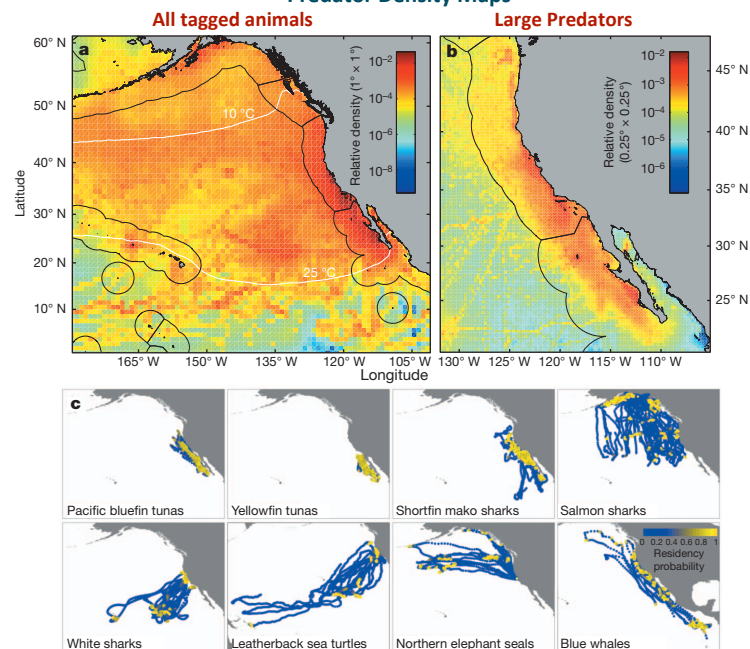 Predator Density Maps
All tagged animals
Large Predators
a
b
60° N
50° N
40° N
30° N
20° N
10° N
Latitude
10 °C
25 °C
Relative density (1° × 1°)
10⁻²
10⁻⁴
10⁻⁶
10⁻⁸
Relative density
(0.25° × 0.25°)
10⁻²
10⁻³
10⁻⁴
10⁻⁵
10⁻⁶
45° N
40° N
35° N
30° N
25° N
165° W
150° W
135° W
120° W
105° W
130° W
125° W
120° W
115° W
110° W
Longitude
c
Pacific bluefin tunas
Yellowfin tunas
Shortfin mako sharks
Salmon sharks
White sharks
Leatherback sea turtles
Northern elephant seals
Blue whales
0 0.2 0.4 0.6 0.8 1
Residency
probability